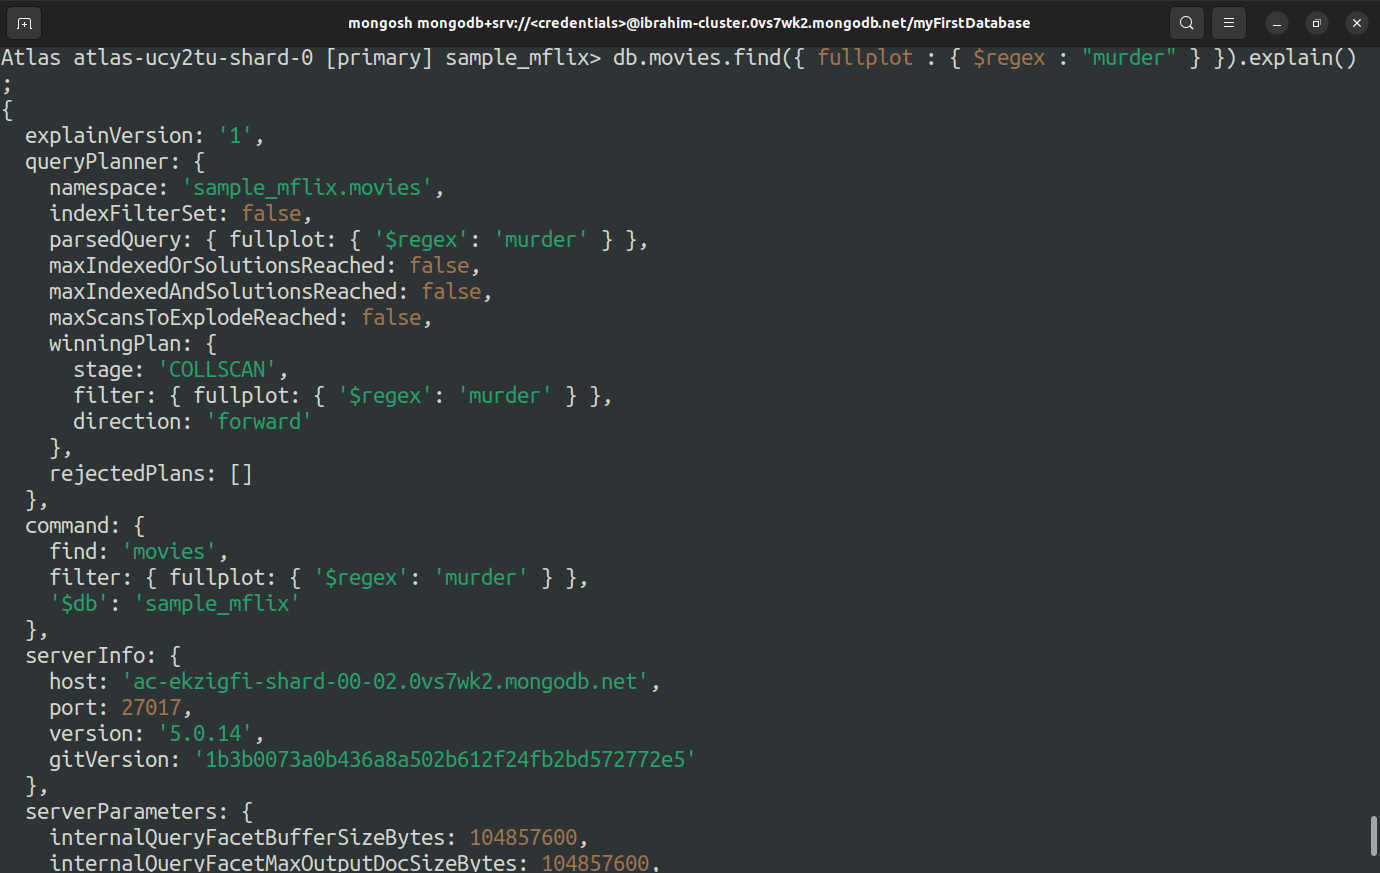 mongosh mongodb+srv://<credentials>@ibrahim-cluster.0vs7wk2.mongodb.net/myFirstDatabase
Atlas atlas-ucy2tu-shard-0 [primary] sample_mflix> db.movies.find({ fullplot : { $regex : "murder" } }).explain()
;
{
  explainVersion: '1',
  queryPlanner: {
    namespace: 'sample_mflix.movies',
    indexFilterSet: false,
    parsedQuery: { fullplot: { '$regex': 'murder' } },
    maxIndexedOrSolutionsReached: false,
    maxIndexedAndSolutionsReached: false,
    maxScansToExplodeReached: false,
    winningPlan: {
      stage: 'COLLSCAN',
      filter: { fullplot: { '$regex': 'murder' } },
      direction: 'forward'
    },
    rejectedPlans: []
  },
  command: {
    find: 'movies',
    filter: { fullplot: { '$regex': 'murder' } },
    '$db': 'sample_mflix'
  },
  serverInfo: {
    host: 'ac-ekzigfi-shard-00-02.0vs7wk2.mongodb.net',
    port: 27017,
    version: '5.0.14',
    gitVersion: '1b3b0073a0b436a8a502b612f24fb2bd572772e5'
  },
  serverParameters: {
    internalQueryFacetBufferSizeBytes: 104857600,
    internalQueryFacetMaxOutputDocSizeBytes: 104857600,